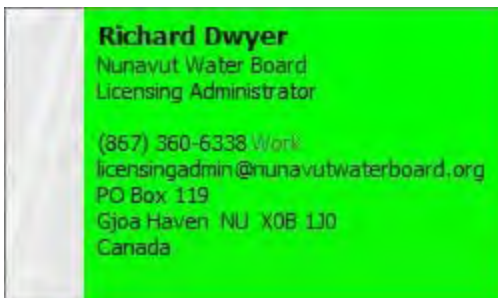 Richard Dwyer
Nunavut Water Board
Licensing Administrator
(867) 360-6338 Work
licensingadmin@nunavutwaterboard.org
PO Box 119
Gjoa Haven NU X0B 1J0
Canada